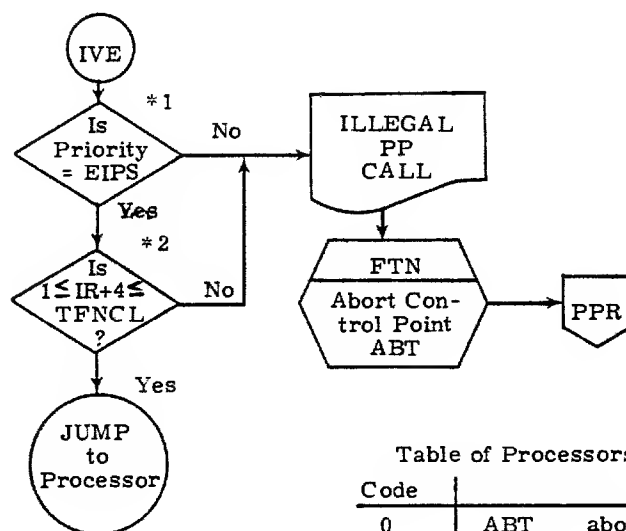 IVE
*1
Is
Priority
= EIPS
No
Yes
*2
Is
1≤IR+4≤
TFNCL
?
No
Yes
JUMP
to
Processor
ILLEGAL
PP
CALL
FTN
Abort Con-
trol Point
ABT
PPR
Table of Processors
Code
0 ABT abo